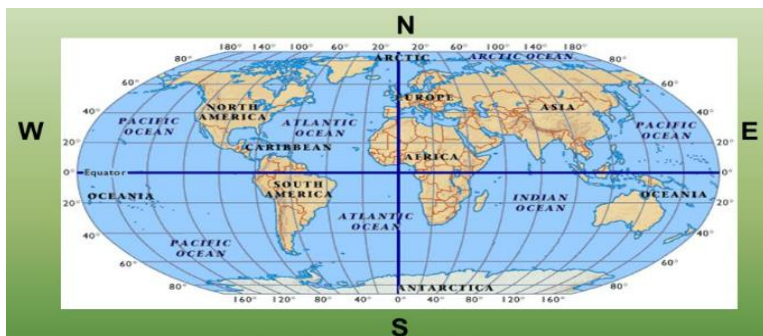 N
180° 140° 100° 60° 20° 0° 20° 60° 100° 140° 180°
ARCTIC
ARCTIC OCEAN
80° 80°
60° 60°
EUROPE
NORTH
AMERICA
ASIA
40° 40°
PACIFIC
OCEAN
ATLANTIC
OCEAN
PACIFIC
OCEAN
W
E
20° 20°
CARIBBEAN
AFRICA
Equator
0° 0°
SOUTH
AMERICA
OCEANIA
OCEANIA
INDIAN
OCEAN
20° 20°
ATLANTIC
OCEAN
40° 40°
PACIFIC
OCEAN
60° 60°
80° 80°
ANTARCTICA
160° 120° 80° 40° 0° 40° 80° 120° 160°
S